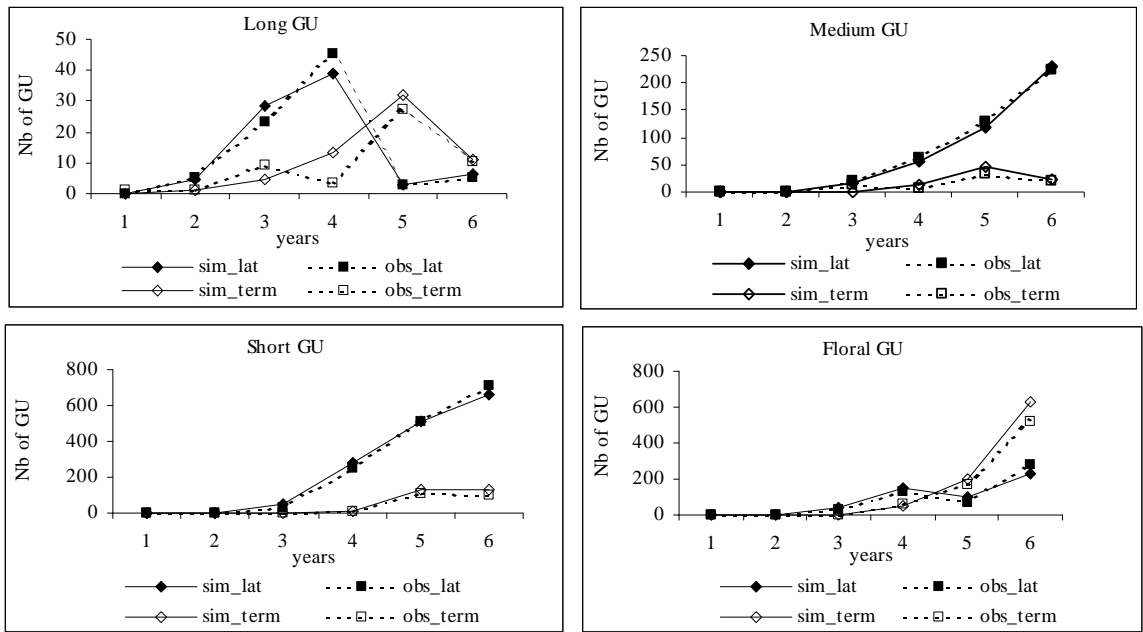 Long GU
Nb of GU
50
40
30
20
10
0
1 2 3 4 5 6
years
sim_lat obs_lat
sim_term obs_term
Medium GU
Nb of GU
250
200
150
100
50
0
1 2 3 4 5 6
years
sim_lat obs_lat
sim_term obs_term
Short GU
Nb of GU
800
600
400
200
0
1 2 3 4 5 6
years
sim_lat obs_lat
sim_term obs_term
Floral GU
Nb of GU
800
600
400
200
0
1 2 3 4 5 6
years
sim_lat obs_lat
sim_term obs_term